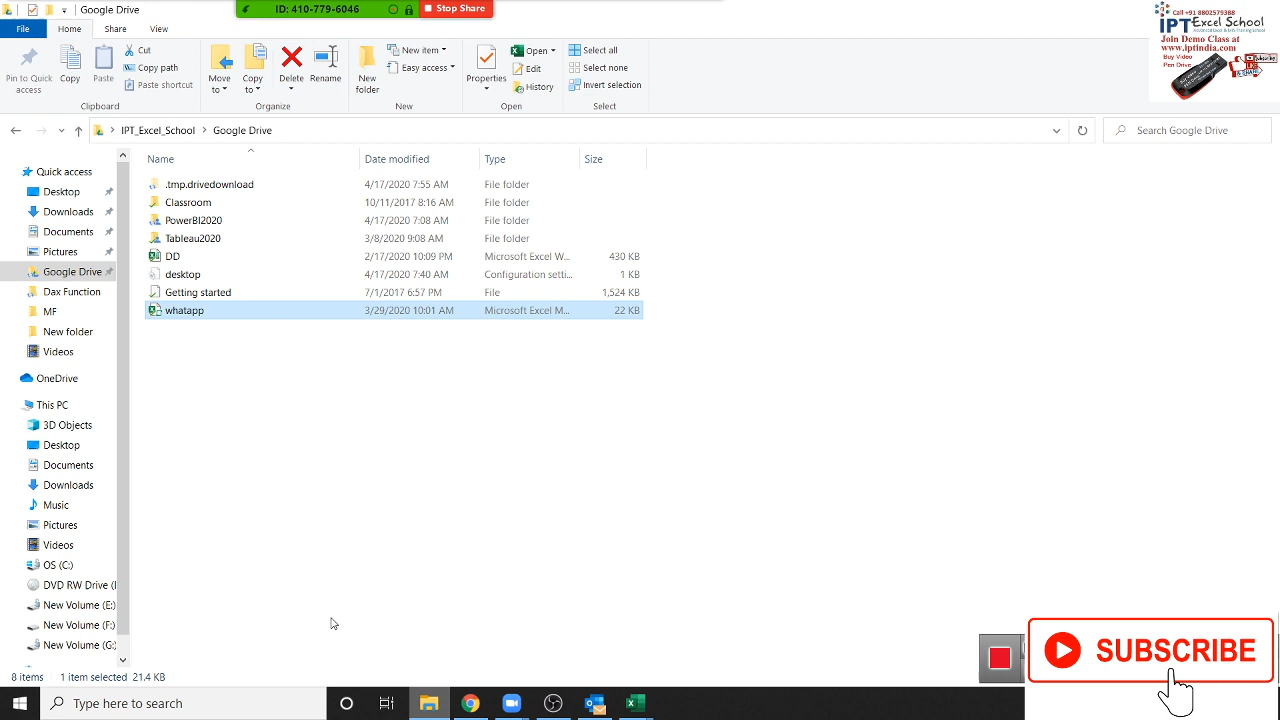 Google Drive
ID: 410-779-6046 Stop Share
File Home Share View
Pin to Quick access
Copy
Paste
Cut
Copy path
Paste shortcut
Clipboard
Move to
Copy to
Delete
Rename
Organize
New folder
New item
Easy access
New
Properties
Open
Edit
History
Open
Select all
Select none
Invert selection
Select
Call +91 8802579388
IPT Excel School
Join Demo Class at
www.iptindia.com
Buy Video
Pen Drive
IPT_Excel_School > Google Drive
Search Google Drive
Name Date modified Type Size
.tmp.drivedownload 4/17/2020 7:55 AM File folder
Classroom 10/11/2017 8:16 AM File folder
PowerBI2020 4/17/2020 7:08 AM File folder
Tableau2020 3/8/2020 9:08 AM File folder
DD 2/17/2020 10:09 PM Microsoft Excel W... 430 KB
desktop 4/17/2020 7:40 AM Configuration setti... 1 KB
Getting started 7/1/2017 6:57 PM File 1,524 KB
whatapp 3/29/2020 10:01 AM Microsoft Excel M... 22 KB
Quick access
Desktop
Downloads
Documents
Pictures
Google Drive
Dax Function
MF
New folder
Videos
OneDrive
This PC
3D Objects
Desktop
Documents
Downloads
Music
Pictures
Videos
OS (C:)
DVD RW Drive (
New Volume (E:)
New Volume (F:)
New Volume (G:)
8 items 1 item selected 21.4 KB
SUBSCRIBE
Type here to search